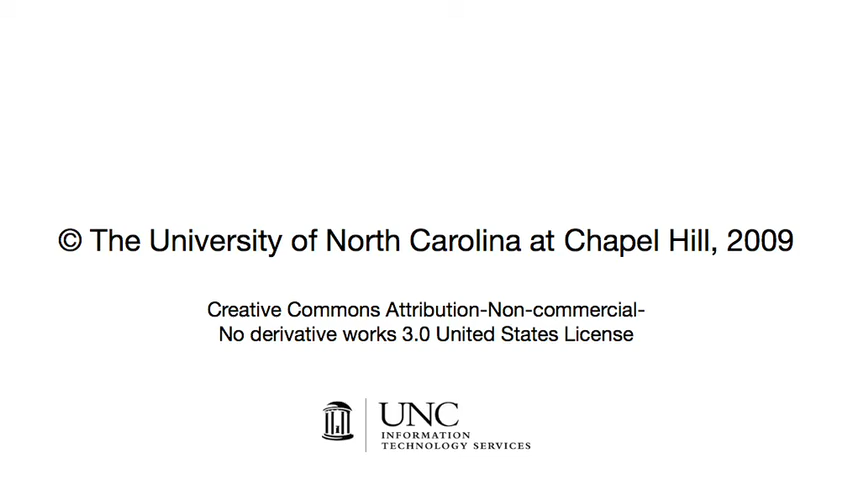 © The University of North Carolina at Chapel Hill, 2009
Creative Commons Attribution-Non-commercial-
No derivative works 3.0 United States License
UNC
INFORMATION
TECHNOLOGY SERVICES